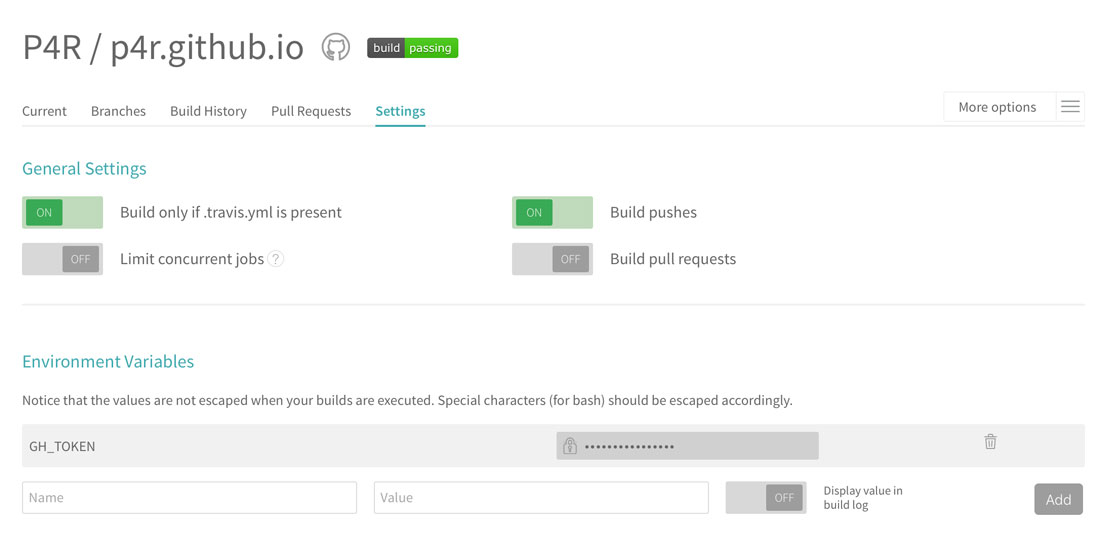 P4R / p4r.github.io build passing
Current Branches Build History Pull Requests Settings More options
General Settings
ON Build only if .travis.yml is present ON Build pushes
OFF Limit concurrent jobs ? OFF Build pull requests
Environment Variables
Notice that the values are not escaped when your builds are executed. Special characters (for bash) should be escaped accordingly.
GH_TOKEN ••••••••••••••••
Name Value OFF Display value in
build log Add